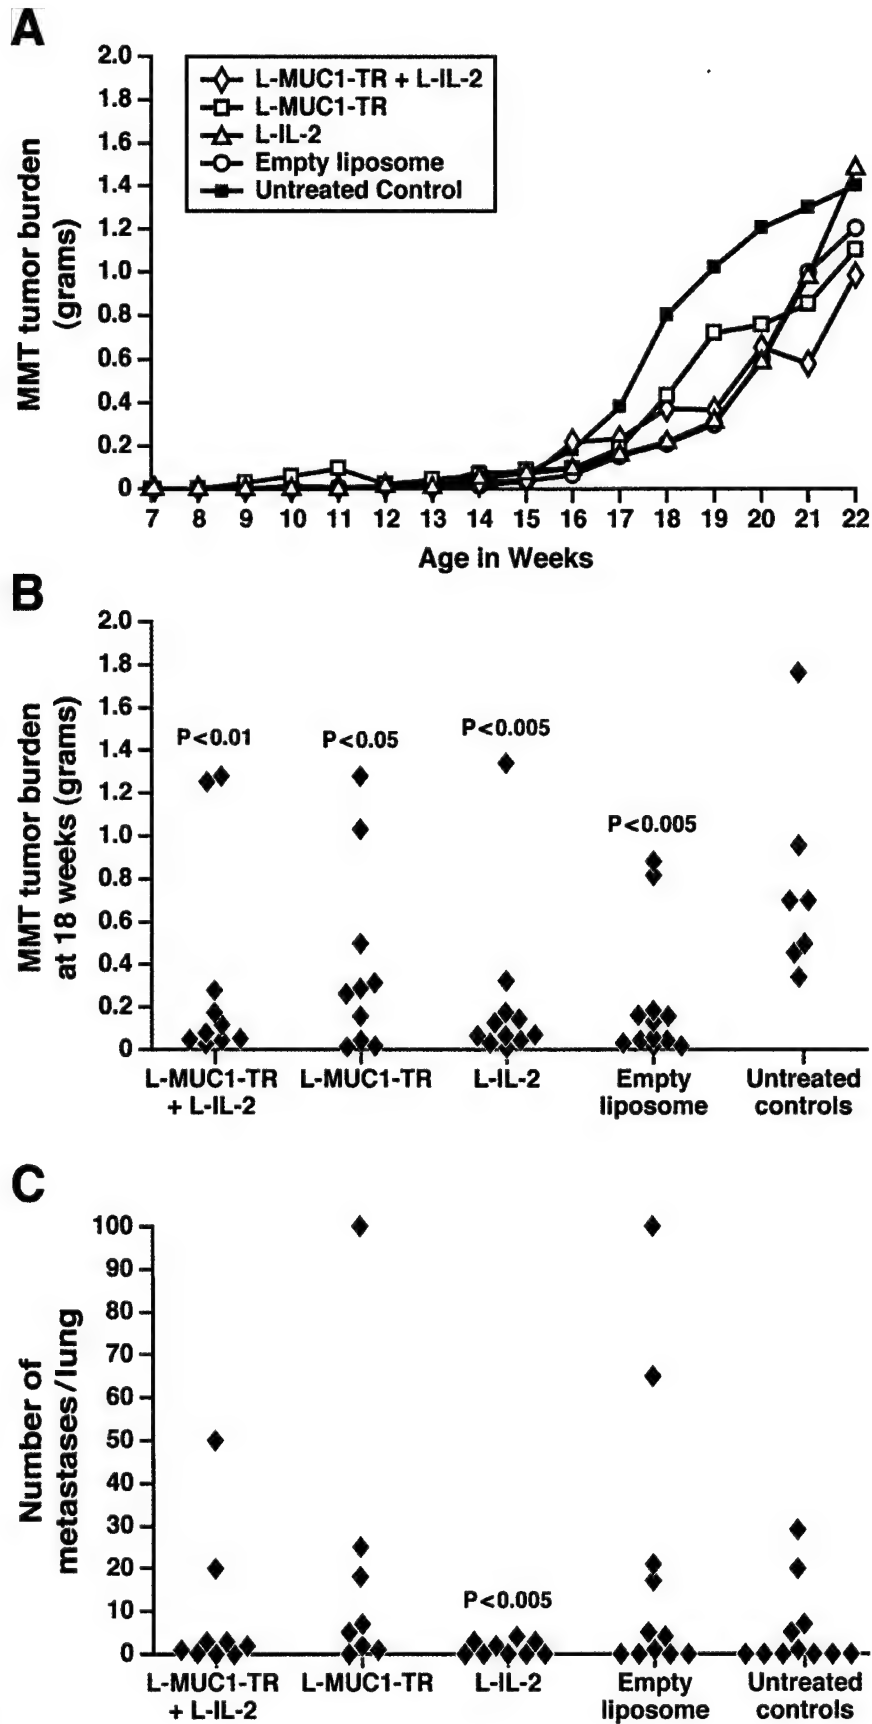 A
2.0
1.8
1.6
1.4
1.2
1.0
0.8
0.6
0.4
0.2
0
MMT tumor burden
(grams)
L-MUC1-TR + L-IL-2
L-MUC1-TR
L-IL-2
Empty liposome
Untreated Control
7 8 9 10 11 12 13 14 15 16 17 18 19 20 21 22
Age in Weeks
B
2.0
1.8
1.6
1.4
1.2
1.0
0.8
0.6
0.4
0.2
0
MMT tumor burden
at 18 weeks (grams)
P<0.01
P<0.05
P<0.005
P<0.005
L-MUC1-TR
+ L-IL-2
L-MUC1-TR
L-IL-2
Empty
liposome
Untreated
controls
C
100
90
80
70
60
50
40
30
20
10
0
Number of
metastases/lung
P<0.005
L-MUC1-TR
+ L-IL-2
L-MUC1-TR
L-IL-2
Empty
liposome
Untreated
controls